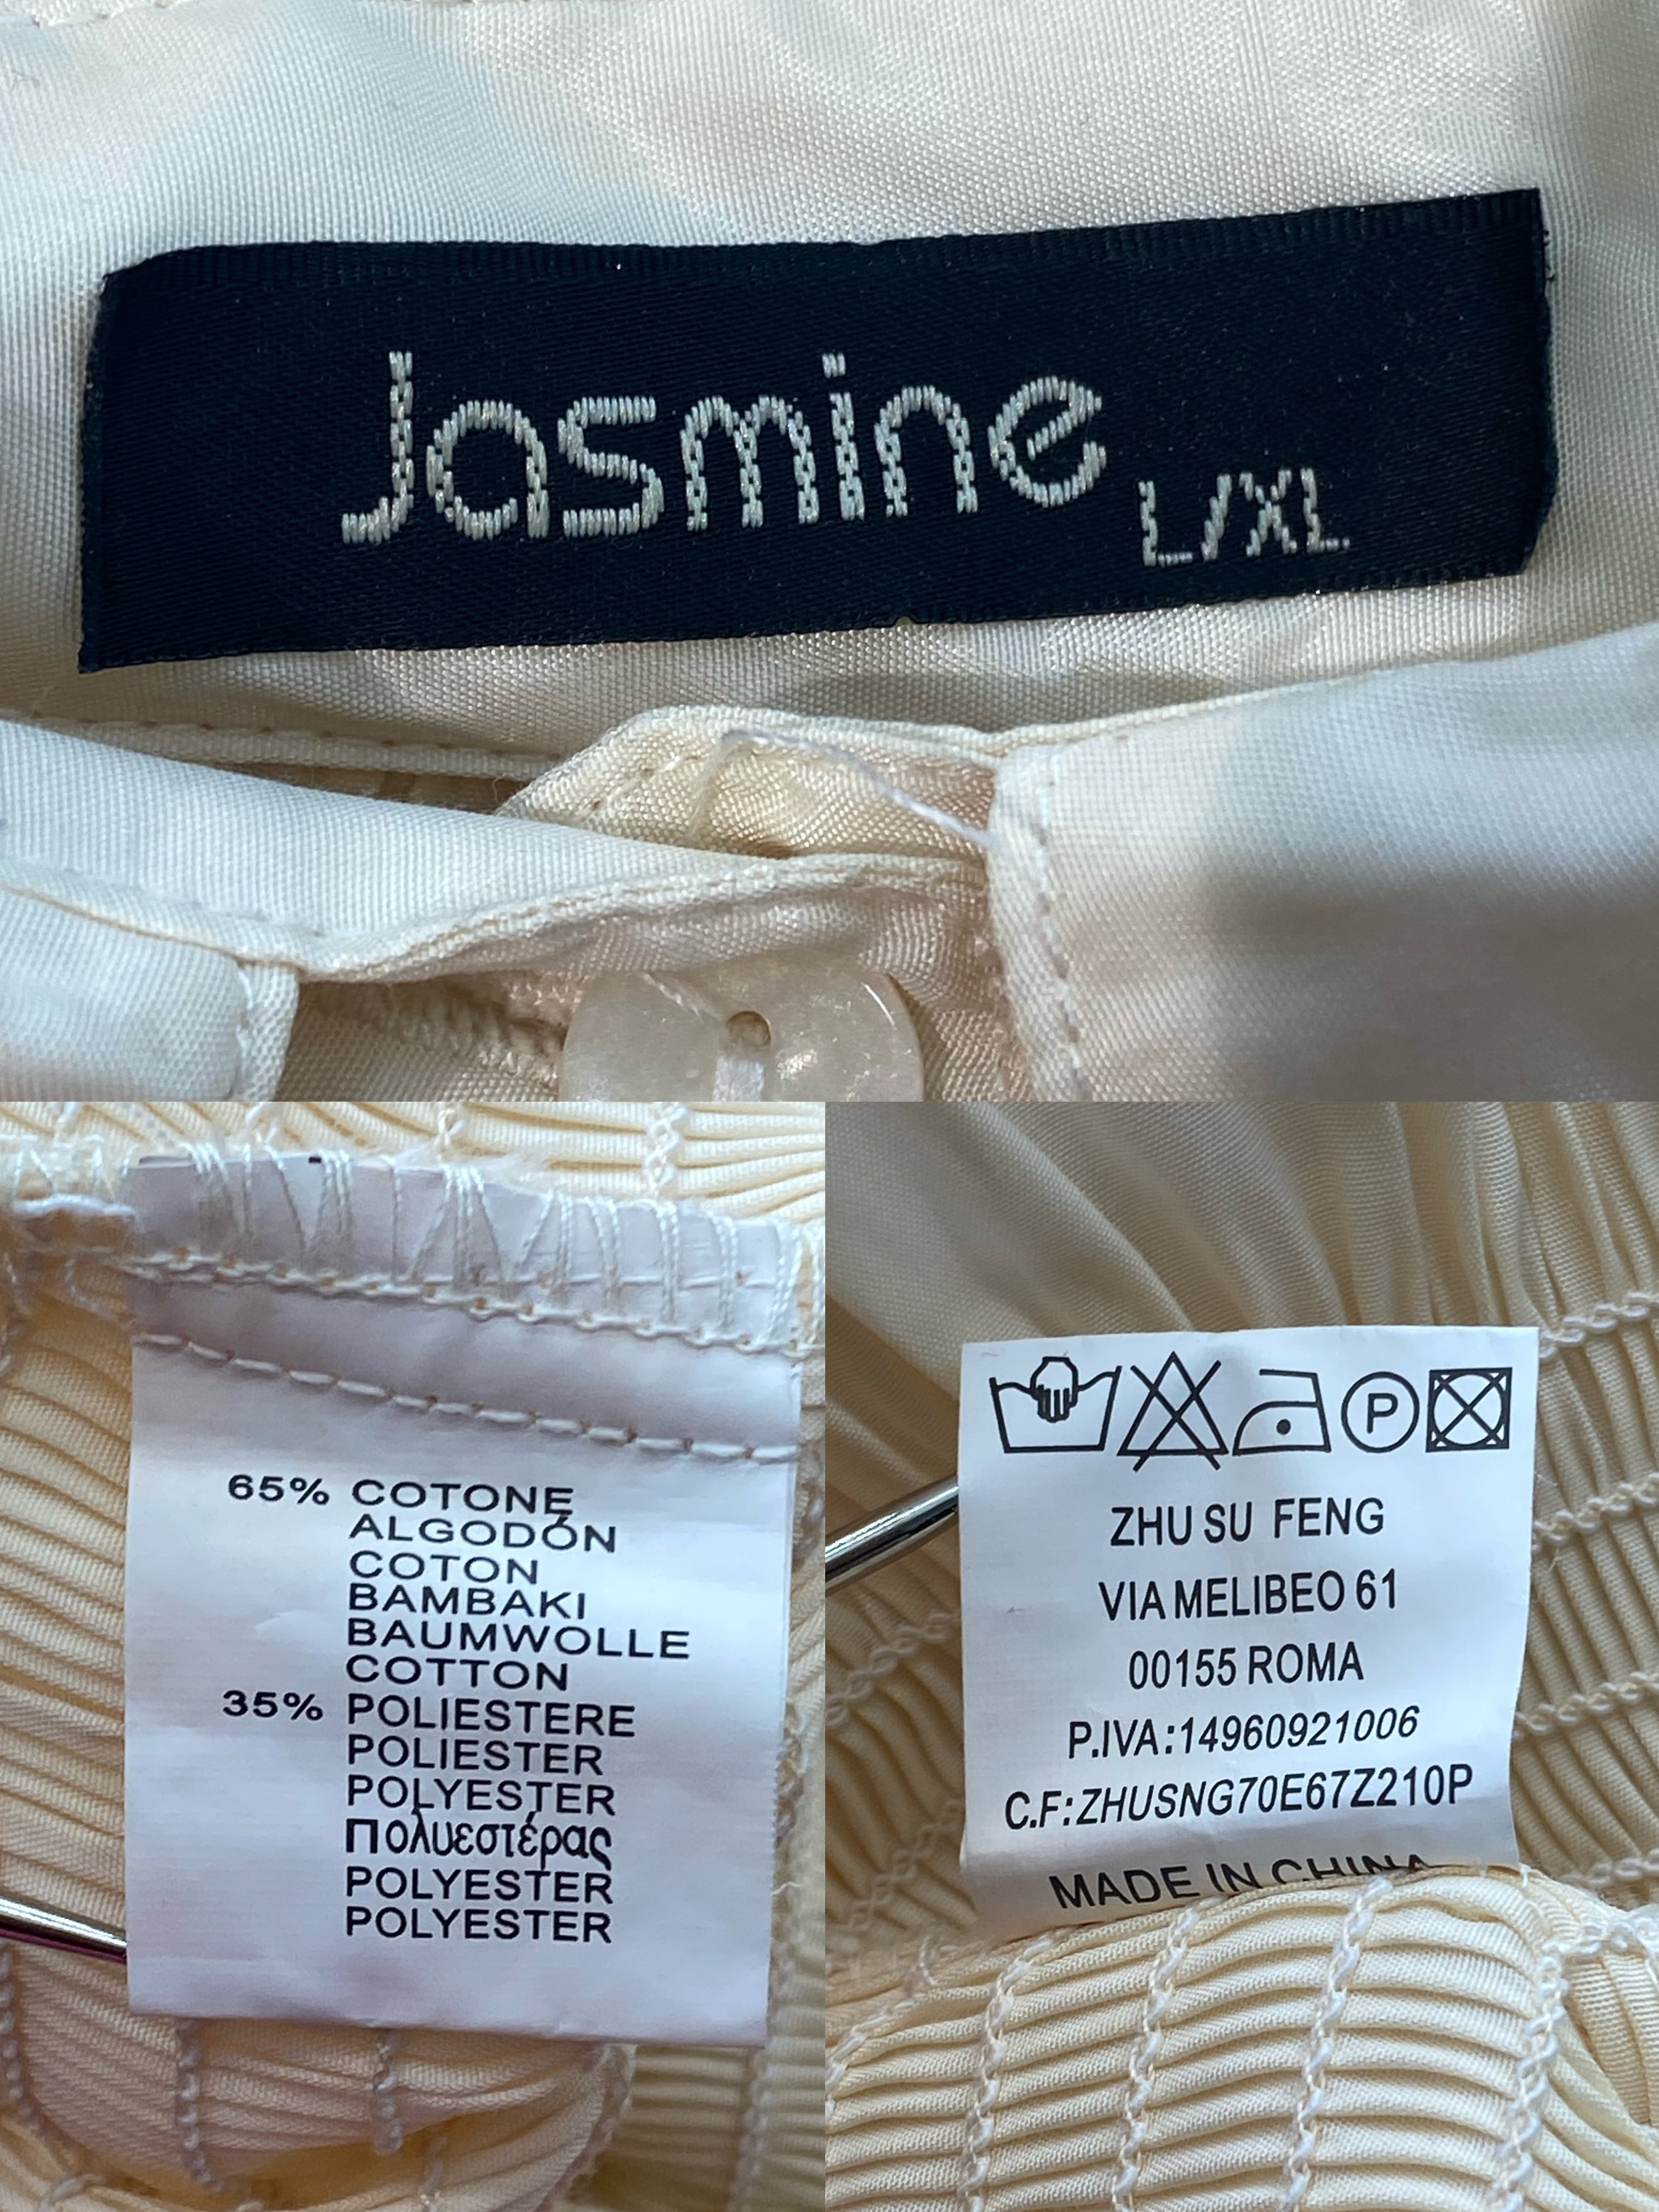 Jasmine L/XL
65% COTONE
ALGODÓN
COTON
BAMBAKI
BAUMWOLLE
COTTON
35% POLIESTERE
POLIESTER
POLYESTER
Πολυεστέρας
POLYESTER
POLYESTER
P
ZHU SU FENG
VIA MELIBEO 61
00155 ROMA
P.IVA:14960921006
C.F:ZHUSNG70E67Z210P
MADE IN CHINA